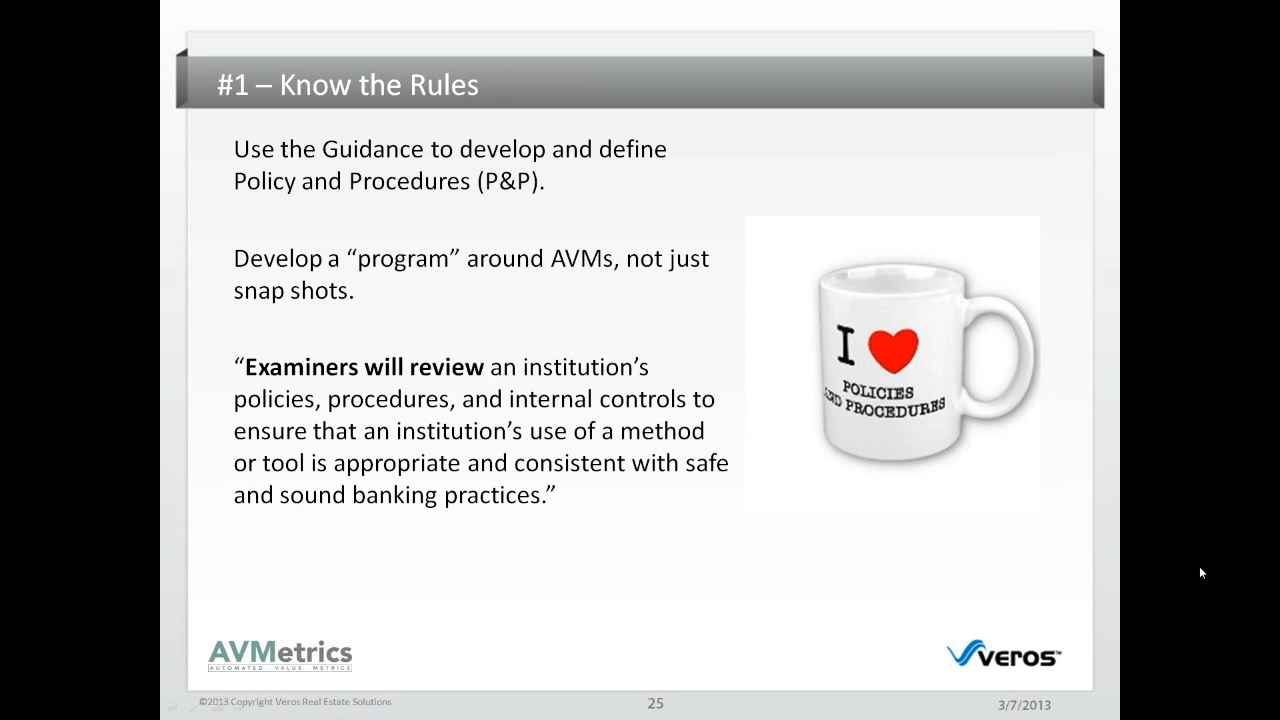 #1 – Know the Rules
Use the Guidance to develop and define
Policy and Procedures (P&P).
Develop a “program” around AVMs, not just
snap shots.
“Examiners will review an institution’s
policies, procedures, and internal controls to
ensure that an institution’s use of a method
or tool is appropriate and consistent with safe
and sound banking practices.”
I
POLICIES
AND PROCEDURES
AVMetrics
AUTOMATED VALUE METRICS
VEROS™
©2013 Copyright Veros Real Estate Solutions
25
3/7/2013